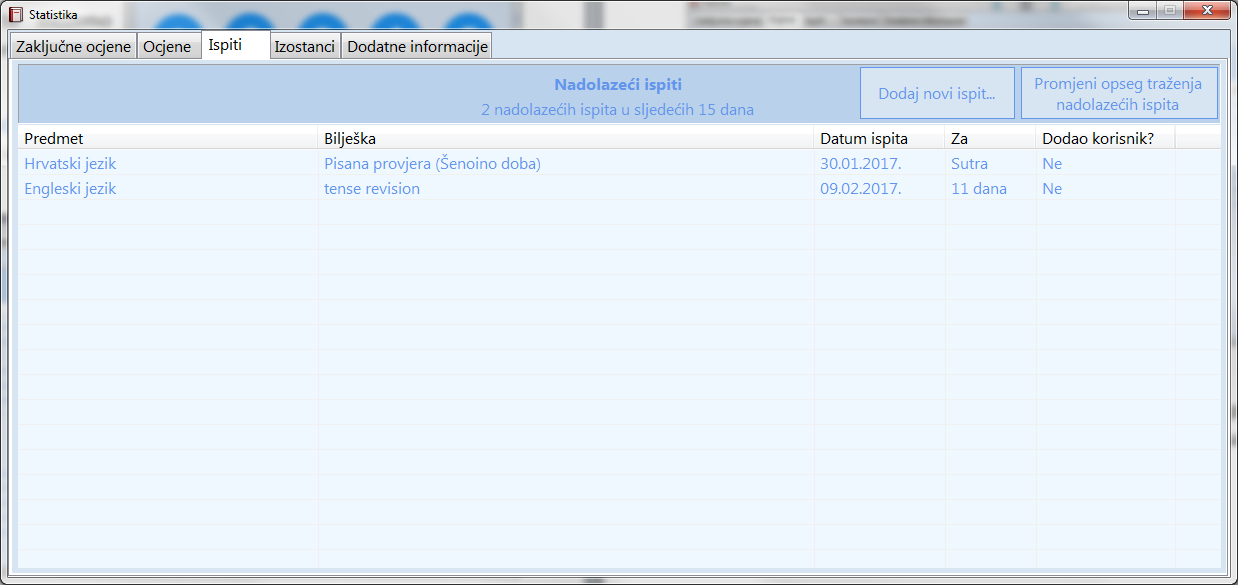 Statistika
Zaključne ocjene Ocjene Ispiti Izostanci Dodatne informacije
Nadolazeći ispiti
2 nadolazećih ispita u sljedećih 15 dana
Dodaj novi ispit...
Promjeni opseg traženja
nadolazećih ispita
Predmet Bilješka Datum ispita Za Dodao korisnik?
Hrvatski jezik Pisana provjera (Šenoino doba) 30.01.2017. Sutra Ne
Engleski jezik tense revision 09.02.2017. 11 dana Ne